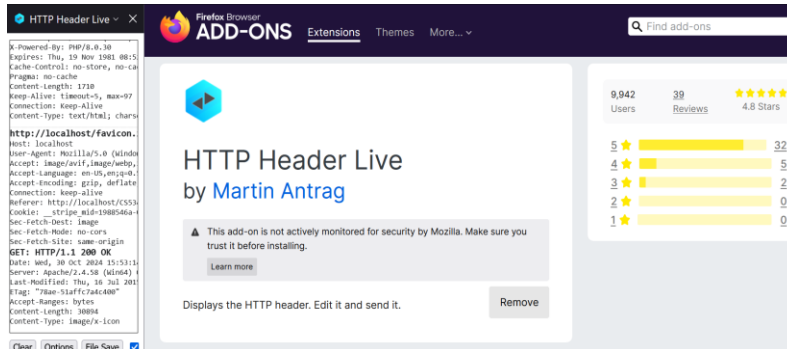 HTTP Header Live
X-Powered-By: PHP/8.0.30
Expires: Thu, 19 Nov 1981 08:5
Cache-Control: no-store, no-ca
Pragma: no-cache
Content-Length: 1710
Keep-Alive: timeout=5, max=97
Connection: Keep-Alive
Content-Type: text/html; chars
http://localhost/favicon.
Host: localhost
User-Agent: Mozilla/5.0 (Windo
Accept: image/avif,image/webp,
Accept-Language: en-US,en;q=0.
Accept-Encoding: gzip, deflate
Connection: keep-alive
Referer: http://localhost/CS53
Cookie: __stripe_mid=1988546a-
Sec-Fetch-Dest: image
Sec-Fetch-Mode: no-cors
Sec-Fetch-Site: same-origin
GET: HTTP/1.1 200 OK
Date: Wed, 30 Oct 2024 15:53:1
Server: Apache/2.4.58 (Win64)
Last-Modified: Thu, 16 Jul 201
ETag: "78ae-51affc7a4c400"
Accept-Ranges: bytes
Content-Length: 30894
Content-Type: image/x-icon
Clear Options File Save
Firefox Browser
ADD-ONS
Extensions Themes More...
Find add-ons
HTTP Header Live
by Martin Antrag
This add-on is not actively monitored for security by Mozilla. Make sure you
trust it before installing.
Learn more
Displays the HTTP header. Edit it and send it.
Remove
9,942 39
Users Reviews 4.8 Stars
5 32
4 5
3 2
2 0
1 0